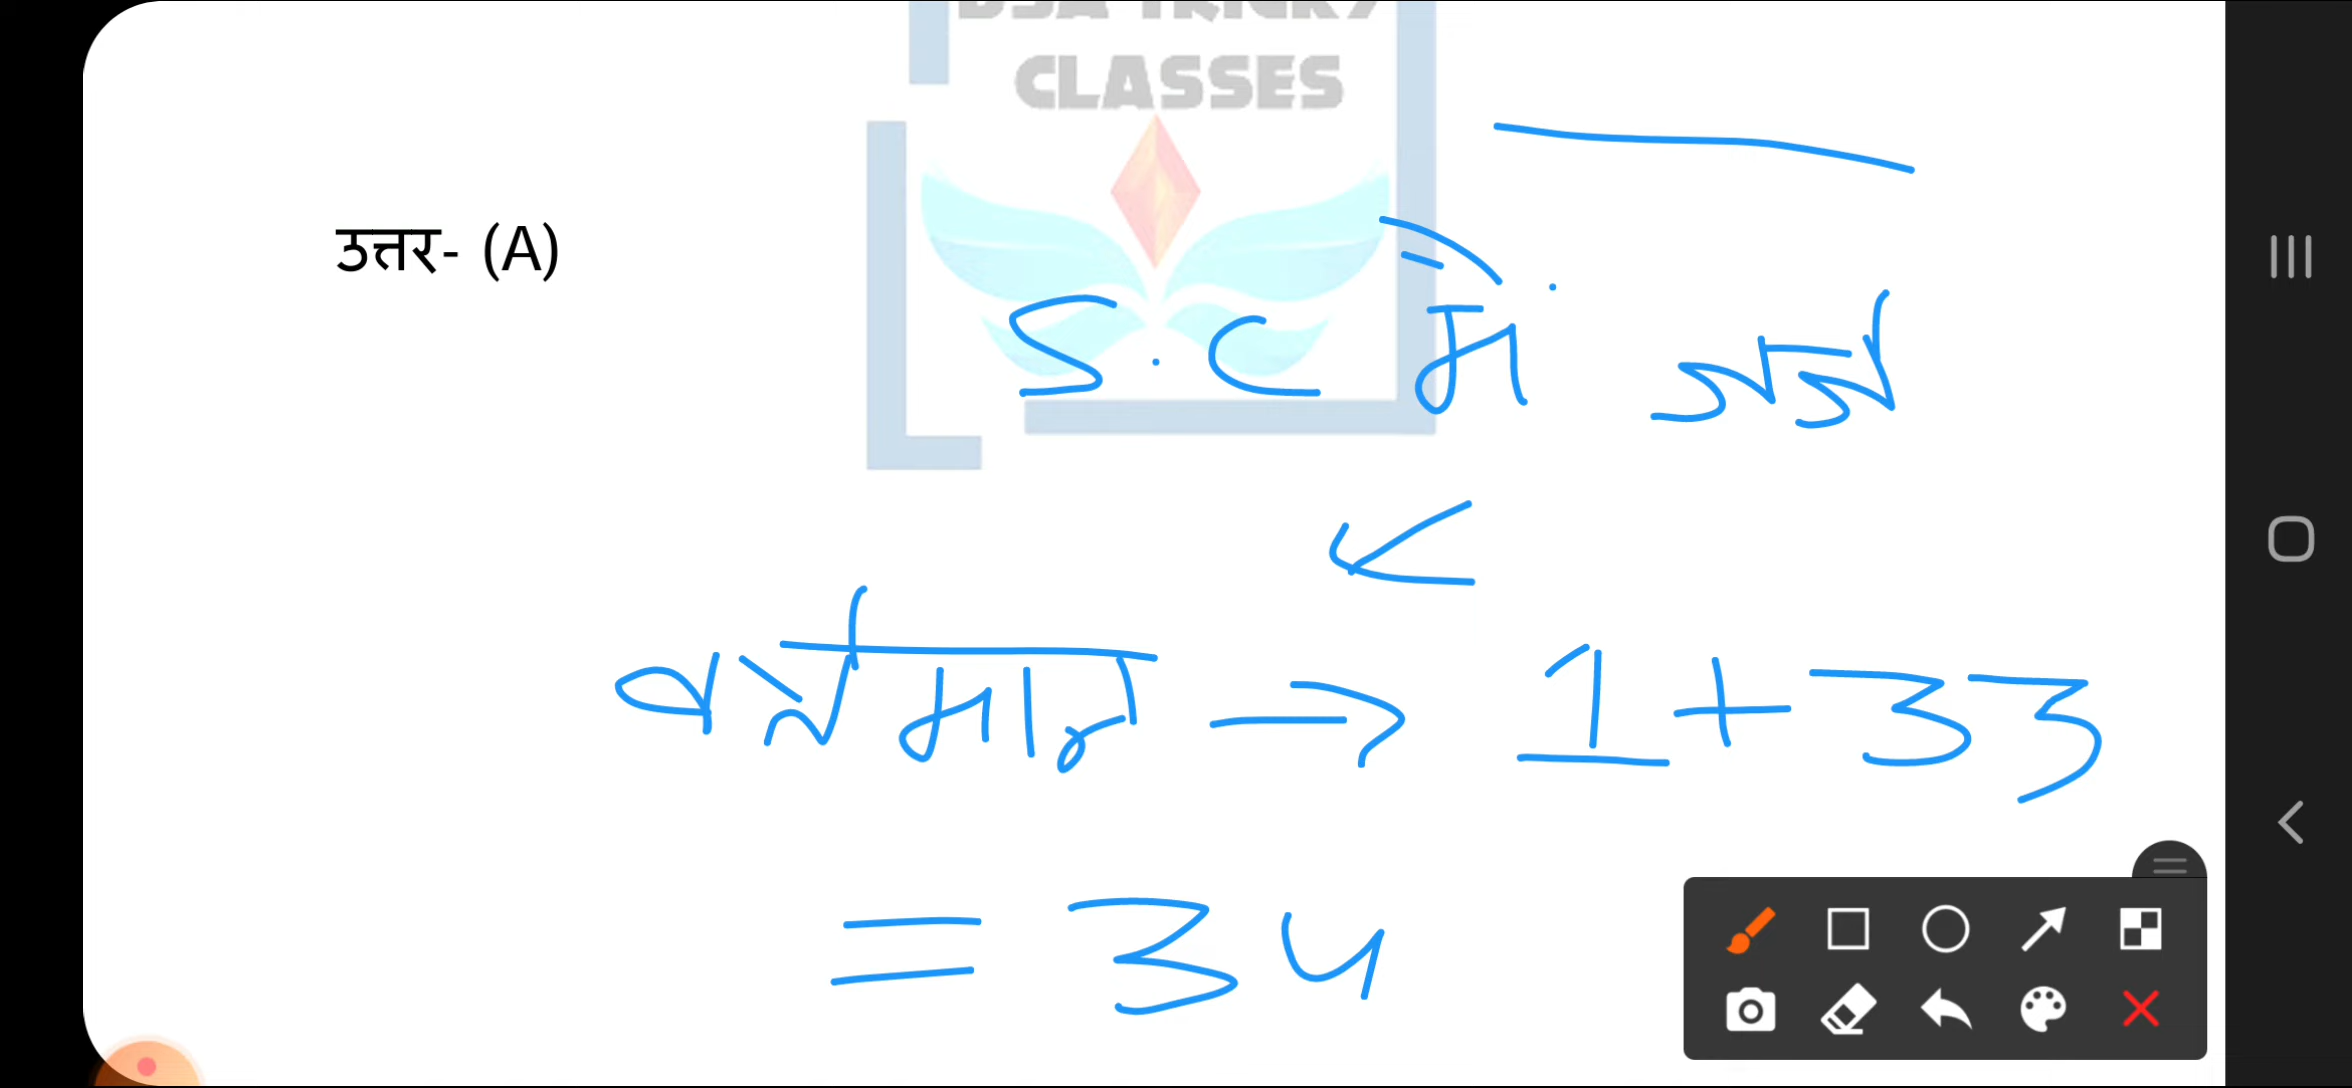 CLASSES
उत्तर- (A)
S.C में जज
वर्तमान → 1+33
= 34